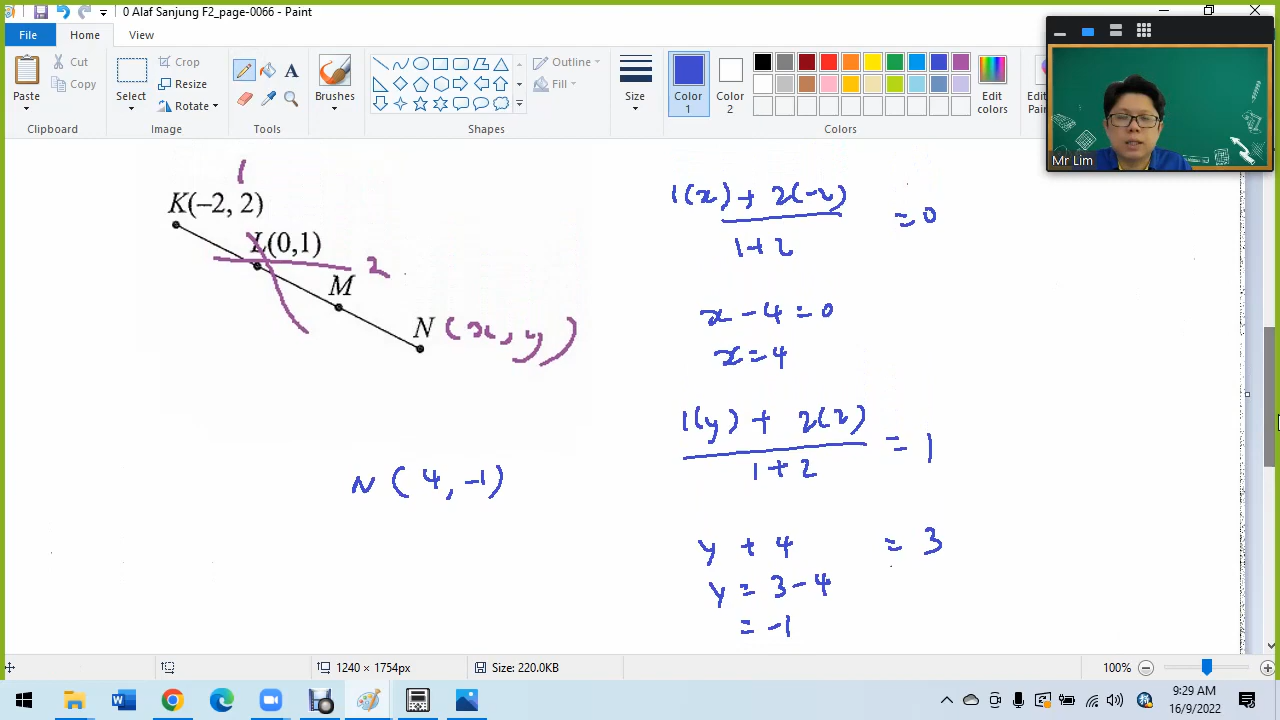 0 Alaf Sanjung F2_page-0066 - Paint
File Home View
Paste
Cut
Copy
Clipboard
Select
Crop
Resize
Rotate
Image
A
Tools
Brushes
Shapes
Outline
Fill
Size
Color 1
Color 2
Colors
Edit colors
Mr Lim
1
K(−2, 2)
L(0,1)
2
M
N (x, y)
N (4, -1)
1(x) + 2(-2)
1+2
= 0
x - 4 = 0
x = 4
1(y) + 2(2)
1+2
= 1
y + 4 = 3
y = 3 - 4
= -1
1240 × 1754px
Size: 220.0KB
100%
9:29 AM
16/9/2022